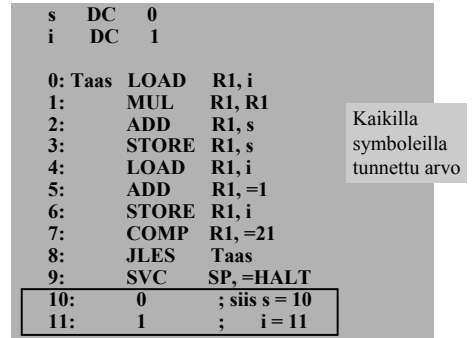 s DC 0
i DC 1
0: Taas LOAD R1, i
1: MUL R1, R1
2: ADD R1, s
3: STORE R1, s
4: LOAD R1, i
5: ADD R1, =1
6: STORE R1, i
7: COMP R1, =21
8: JLES Taas
9: SVC SP, =HALT
10: 0 ; siis s = 10
11: 1 ; i = 11
Kaikilla
symboleilla
tunnettu arvo